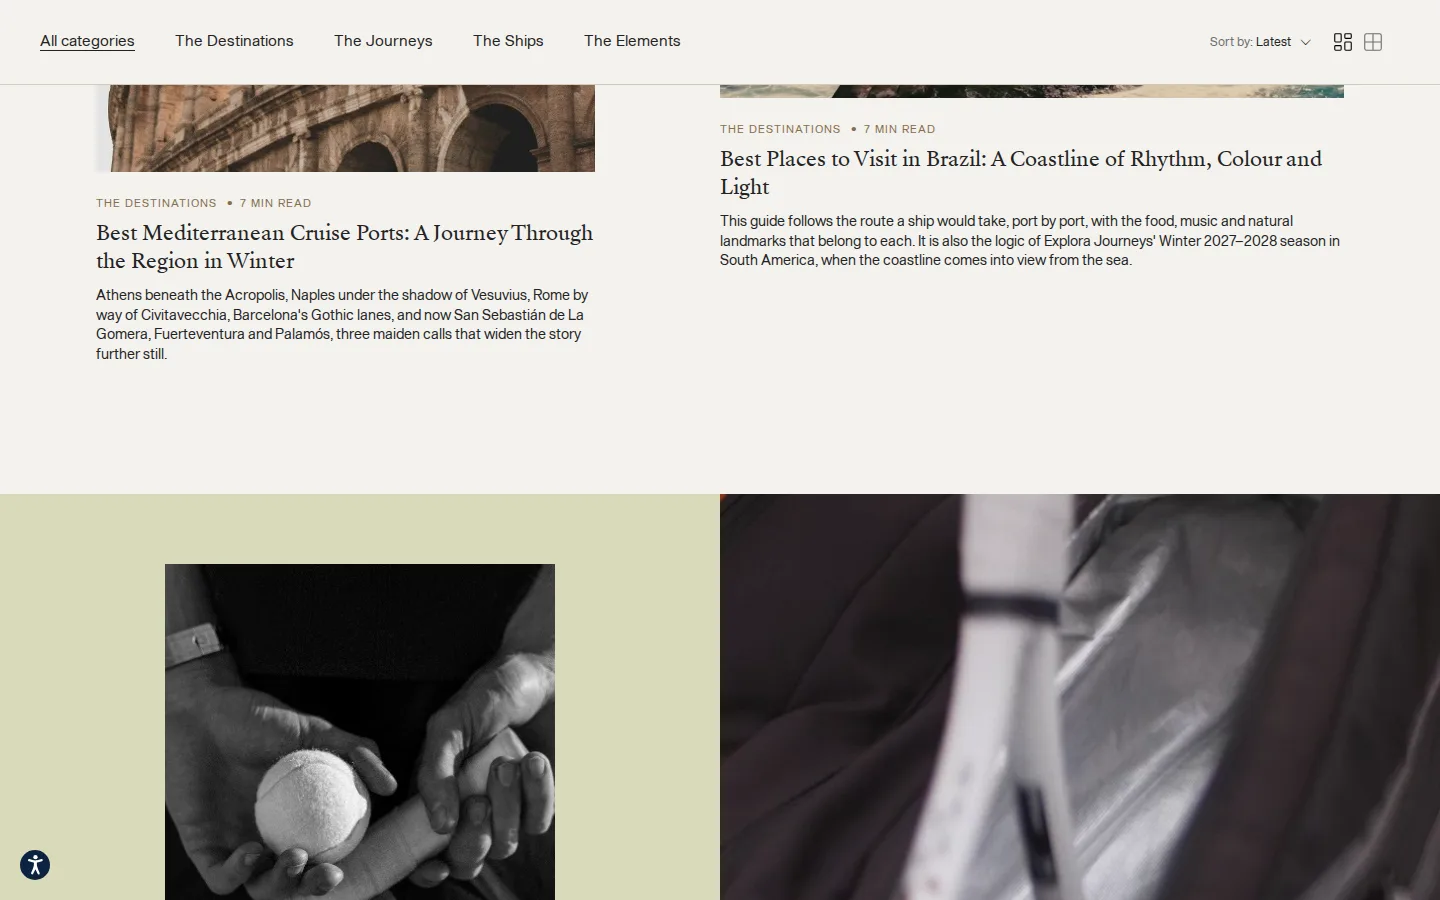 All categories
The Destinations
The Journeys
The Ships
The Elements
Sort by: Latest
THE DESTINATIONS • 7 MIN READ
Best Mediterranean Cruise Ports: A Journey Through
the Region in Winter
Athens beneath the Acropolis, Naples under the shadow of Vesuvius, Rome by
way of Civitavecchia, Barcelona's Gothic lanes, and now San Sebastián de La
Gomera, Fuerteventura and Palamós, three maiden calls that widen the story
further still.
THE DESTINATIONS • 7 MIN READ
Best Places to Visit in Brazil: A Coastline of Rhythm, Colour and
Light
This guide follows the route a ship would take, port by port, with the food, music and natural
landmarks that belong to each. It is also the logic of Explora Journeys' Winter 2027–2028 season in
South America, when the coastline comes into view from the sea.